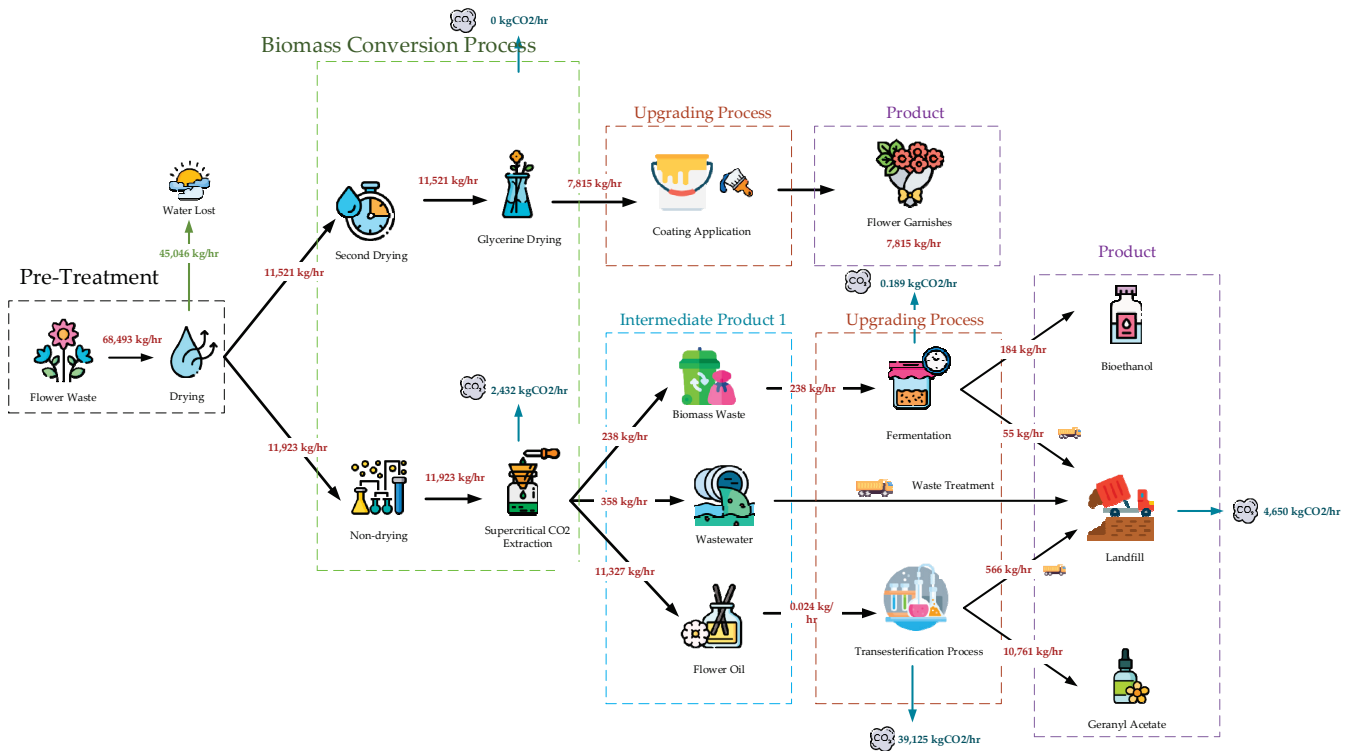 CO2 0 kgCO2/hr
Biomass Conversion Process
Upgrading Process
Product
Water Lost
45,046 kg/hr
Second Drying
11,521 kg/hr
Glycerine Drying
7,815 kg/hr
Coating Application
Flower Garnishes
7,815 kg/hr
Pre-Treatment
Flower Waste
68,493 kg/hr
Drying
11,521 kg/hr
11,923 kg/hr
Non-drying
11,923 kg/hr
CO2 2,432 kgCO2/hr
Supercritical CO2
Extraction
238 kg/hr
358 kg/hr
11,327 kg/hr
Intermediate Product 1
Biomass Waste
Wastewater
Flower Oil
238 kg/hr
0.024 kg/
hr
CO2 0.189 kgCO2/hr
Upgrading Process
Fermentation
Waste Treatment
Transesterification Process
CO2 39,125 kgCO2/hr
184 kg/hr
55 kg/hr
566 kg/hr
10,761 kg/hr
Product
Bioethanol
Landfill
Geranyl Acetate
CO2 4,650 kgCO2/hr